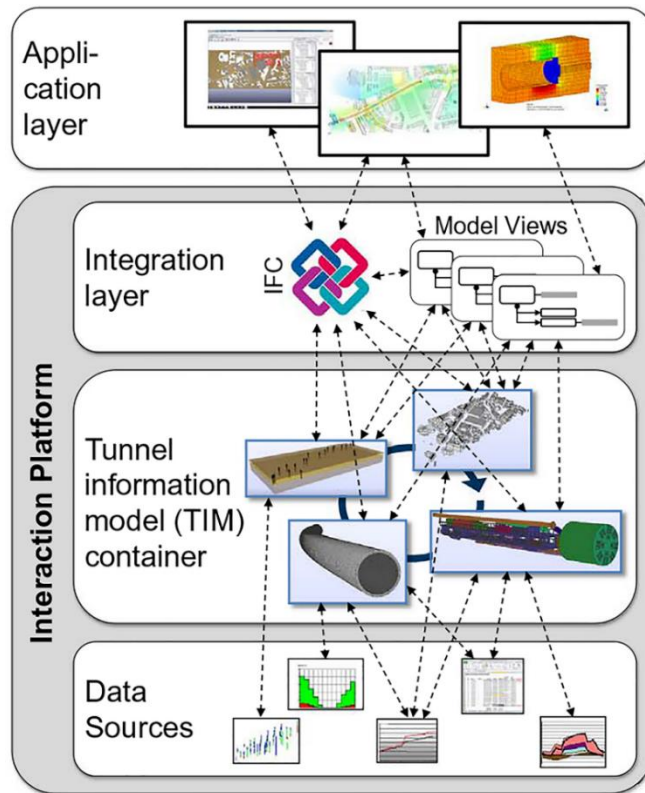 Appli-
cation
layer
Interaction Platform
Integration
layer
IFC
Model Views
Tunnel
information
model (TIM)
container
Data
Sources